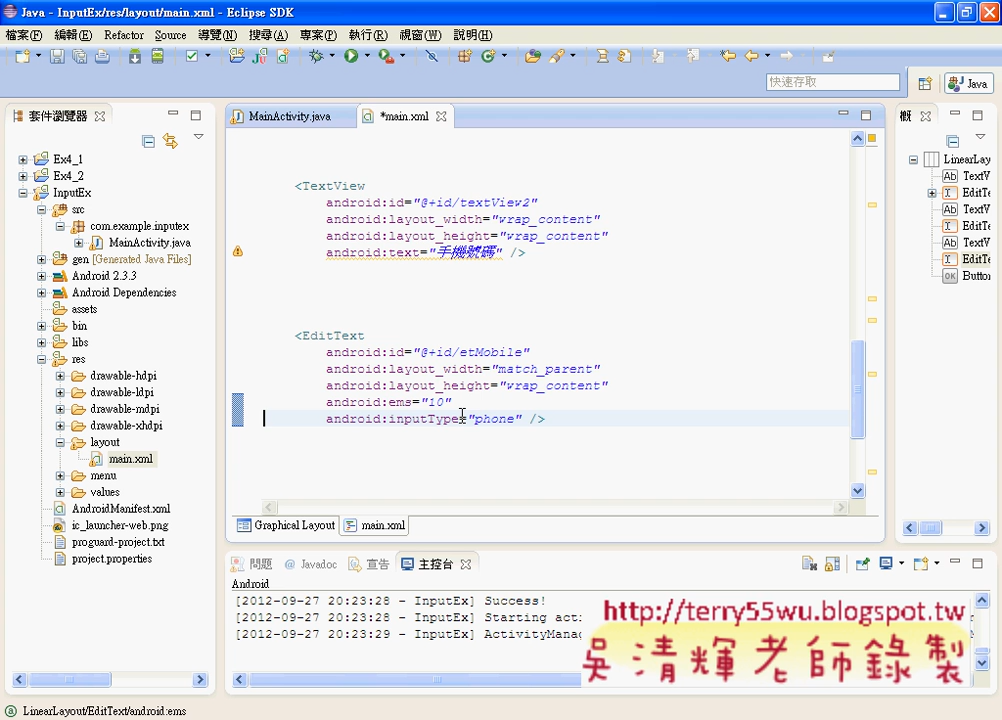 Java - InputEx/res/layout/main.xml - Eclipse SDK
檔案(F) 編輯(E) Refactor Source 導覽(N) 搜尋(A) 專案(P) 執行(R) 視窗(W) 說明(H)
快速存取
Java
套件瀏覽器
Ex4_1
Ex4_2
InputEx
src
com.example.inputex
MainActivity.java
gen [Generated Java Files]
Android 2.3.3
Android Dependencies
assets
bin
libs
res
drawable-hdpi
drawable-ldpi
drawable-mdpi
drawable-xhdpi
layout
main.xml
menu
values
AndroidManifest.xml
ic_launcher-web.png
proguard-project.txt
project.properties
MainActivity.java
*main.xml
<TextView
android:id="@+id/textView2"
android:layout_width="wrap_content"
android:layout_height="wrap_content"
android:text="手機號碼" />
<EditText
android:id="@+id/etMobile"
android:layout_width="match_parent"
android:layout_height="wrap_content"
android:ems="10"
android:inputType="phone" />
Graphical Layout
main.xml
概
LinearLay
Ab TextV
EditTe
Ab TextV
EditTe
Ab TextV
EditTe
OK Button
問題 @ Javadoc 宣告 主控台
Android
[2012-09-27 20:23:28 - InputEx] Success!
[2012-09-27 20:23:28 - InputEx] Starting acti
[2012-09-27 20:23:29 - InputEx] ActivityManag
http://terry55wu.blogspot.tw
吳清輝老師錄製
LinearLayout/EditText/android:ems